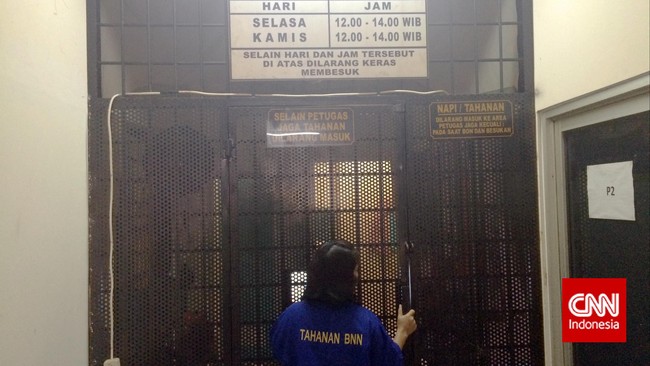 HARI JAM
SELASA 12.00 - 14.00 WIB
KAMIS 12.00 - 14.00 WIB
SELAIN HARI DAN JAM TERSEBUT
DI ATAS DILARANG KERAS
MEMBESUK
SELAIN PETUGAS
JAGA TAHANAN
DILARANG MASUK
NAPI / TAHANAN
DILARANG MASUK KE AREA
PETUGAS JAGA KECUALI
PADA SAAT BON DAN BESUKAN
P2
TAHANAN BNN
CNN
Indonesia